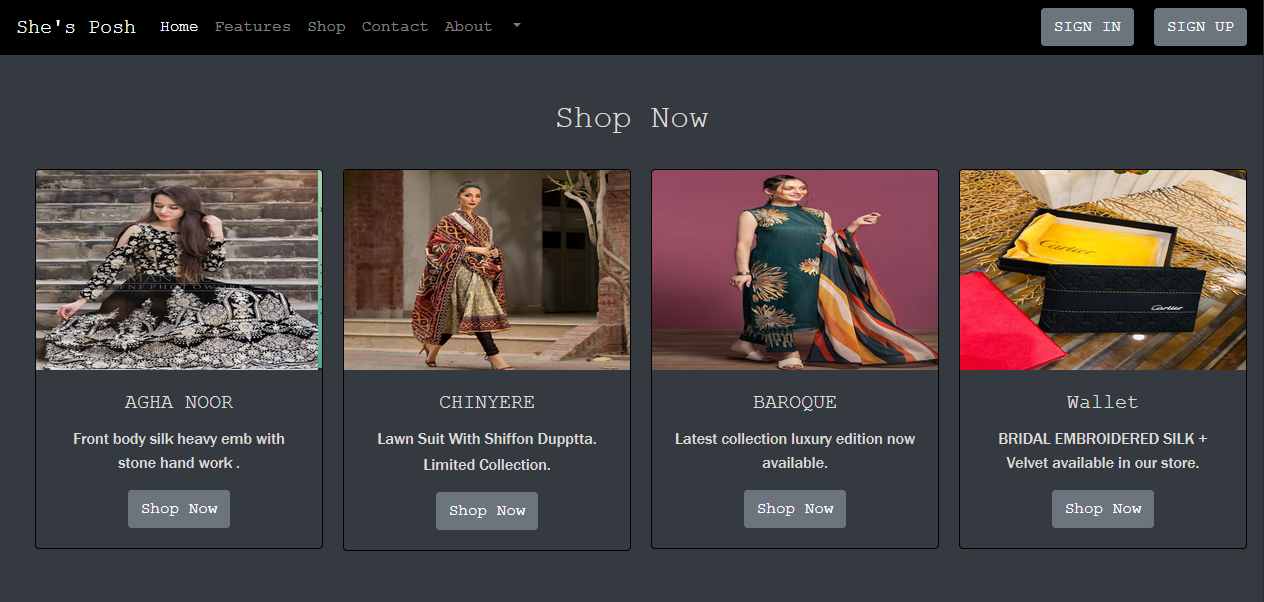 She's Posh Home Features Shop Contact About SIGN IN SIGN UP
Shop Now
Cartier
Cartier
AGHA NOOR
Front body silk heavy emb with
stone hand work .
Shop Now
CHINYERE
Lawn Suit With Shiffon Dupptta.
Limited Collection.
Shop Now
BAROQUE
Latest collection luxury edition now
available.
Shop Now
Wallet
BRIDAL EMBROIDERED SILK +
Velvet available in our store.
Shop Now